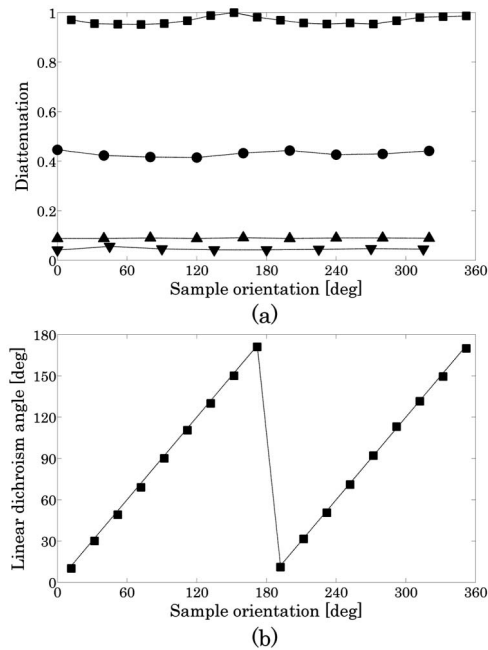 1
0.8
0.6
0.4
0.2
0
Diattenuation
0 60 120 180 240 300 360
Sample orientation [deg]
(a)
180
150
120
90
60
30
0
Linear dichroism angle [deg]
0 60 120 180 240 300 360
Sample orientation [deg]
(b)